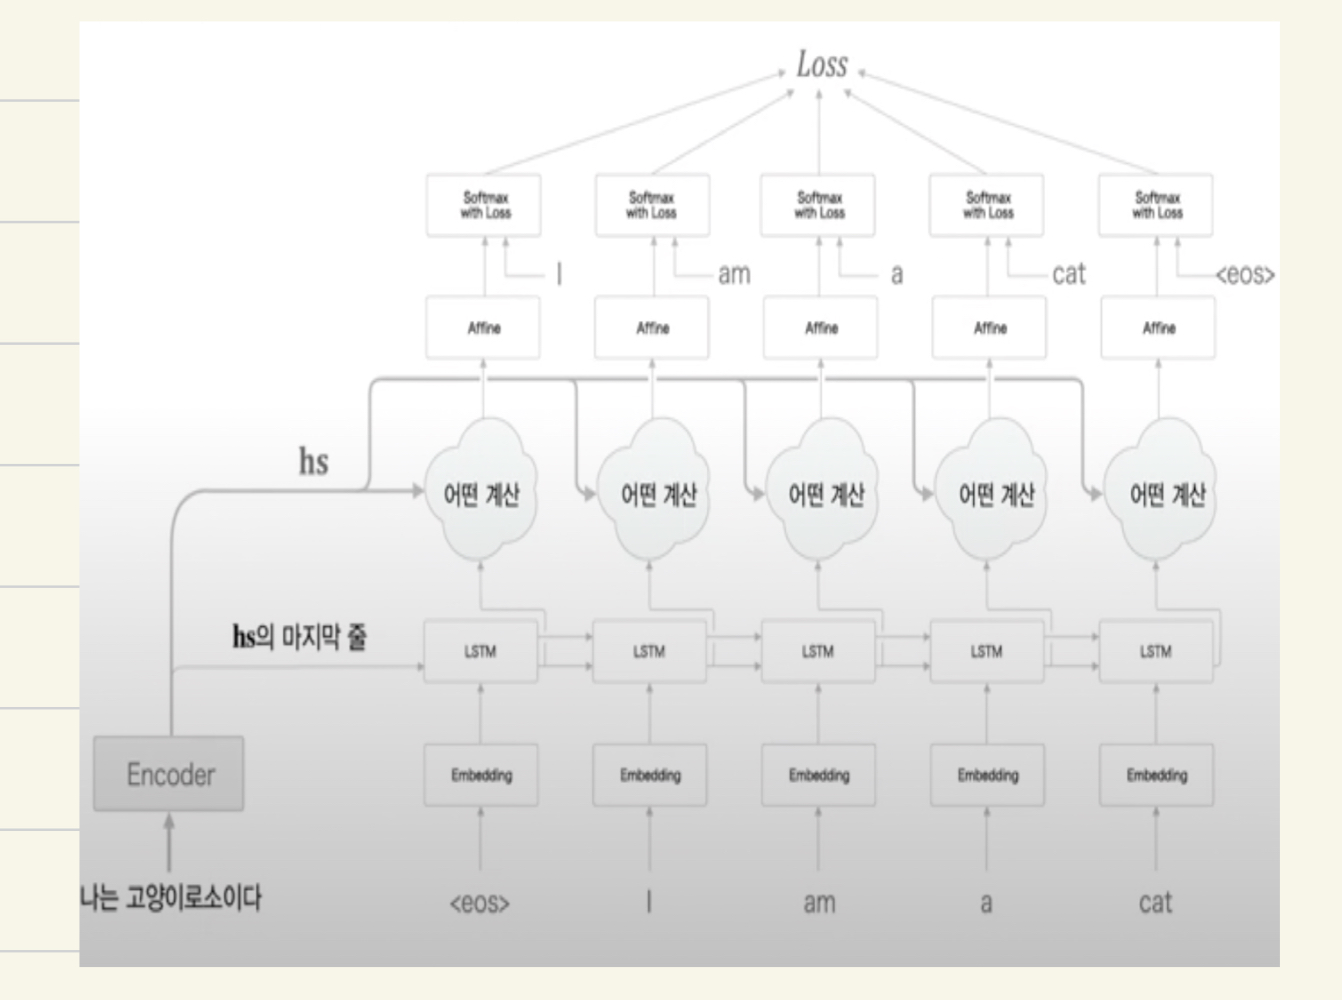 Loss
Softmax
with Loss
Softmax
with Loss
Softmax
with Loss
Softmax
with Loss
Softmax
with Loss
I
am
a
cat
<eos>
Affine
Affine
Affine
Affine
Affine
hs
어떤 계산
어떤 계산
어떤 계산
어떤 계산
어떤 계산
hs의 마지막 줄
LSTM
LSTM
LSTM
LSTM
LSTM
Encoder
Embedding
Embedding
Embedding
Embedding
Embedding
나는 고양이로소이다
<eos>
I
am
a
cat